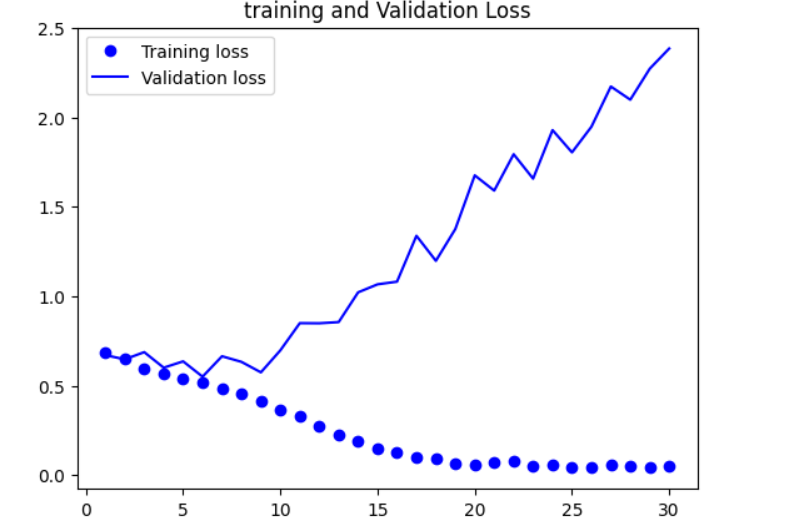 training and Validation Loss
Training loss
Validation loss
2.5
2.0
1.5
1.0
0.5
0.0
0 5 10 15 20 25 30